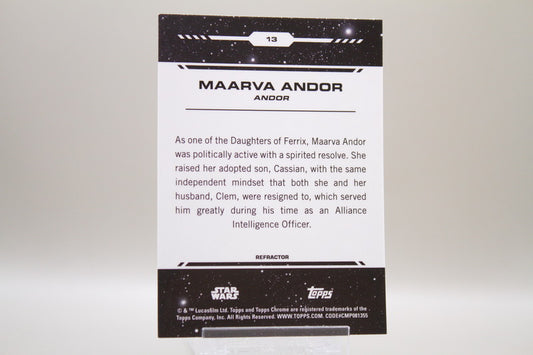 13
MAARVA ANDOR
ANDOR
As one of the Daughters of Ferrix, Maarva Andor
was politically active with a spirited resolve. She
raised her adopted son, Cassian, with the same
independent mindset that both she and her
husband, Clem, were resigned to, which served
him greatly during his time as an Alliance
Intelligence Officer.
REFRACTOR
STAR
WARS
Topps
© & ™ Lucasfilm Ltd. Topps and Topps Chrome are registered trademarks of the
Topps Company, Inc. All Rights Reserved. WWW.TOPPS.COM. CODE#CMP081355